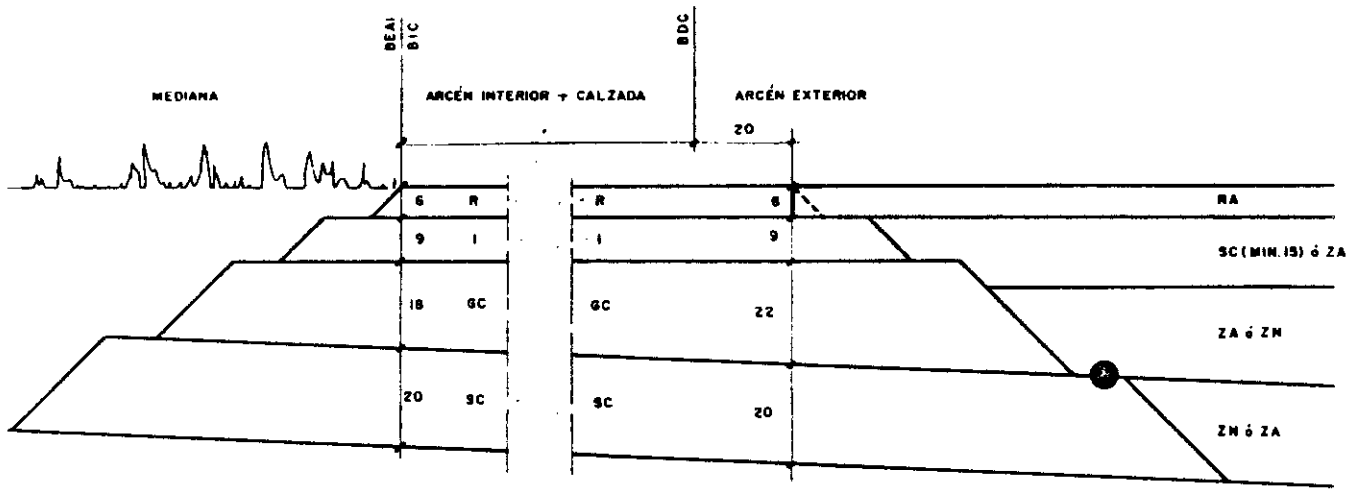 BEAI
BIC
BDC
MEDIANA
ARCÉN INTERIOR + CALZADA
ARCÉN EXTERIOR
20
6 R
R 6
RA
9 I
I 9
SC (MIN. 15) ó ZA
18 GC
GC 22
ZA ó ZN
20 SC
SC 20
ZN ó ZA